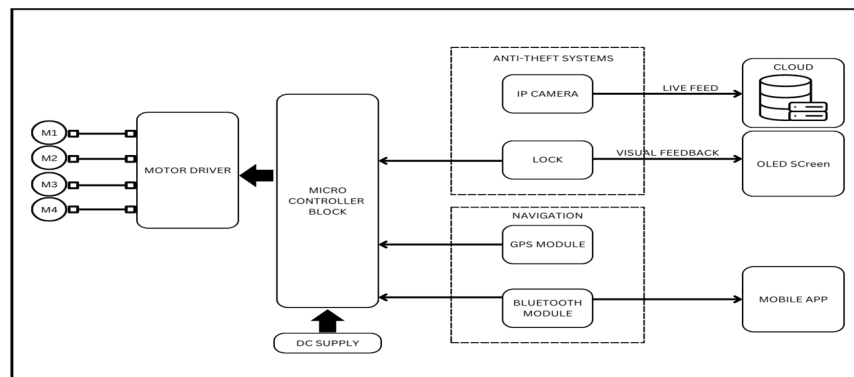 ANTI-THEFT SYSTEMS
CLOUD
IP CAMERA
LIVE FEED
M1
M2
M3
M4
MOTOR DRIVER
MICRO
CONTROLLER
BLOCK
LOCK
VISUAL FEEDBACK
OLED SCreen
NAVIGATION
GPS MODULE
BLUETOOTH
MODULE
MOBILE APP
DC SUPPLY